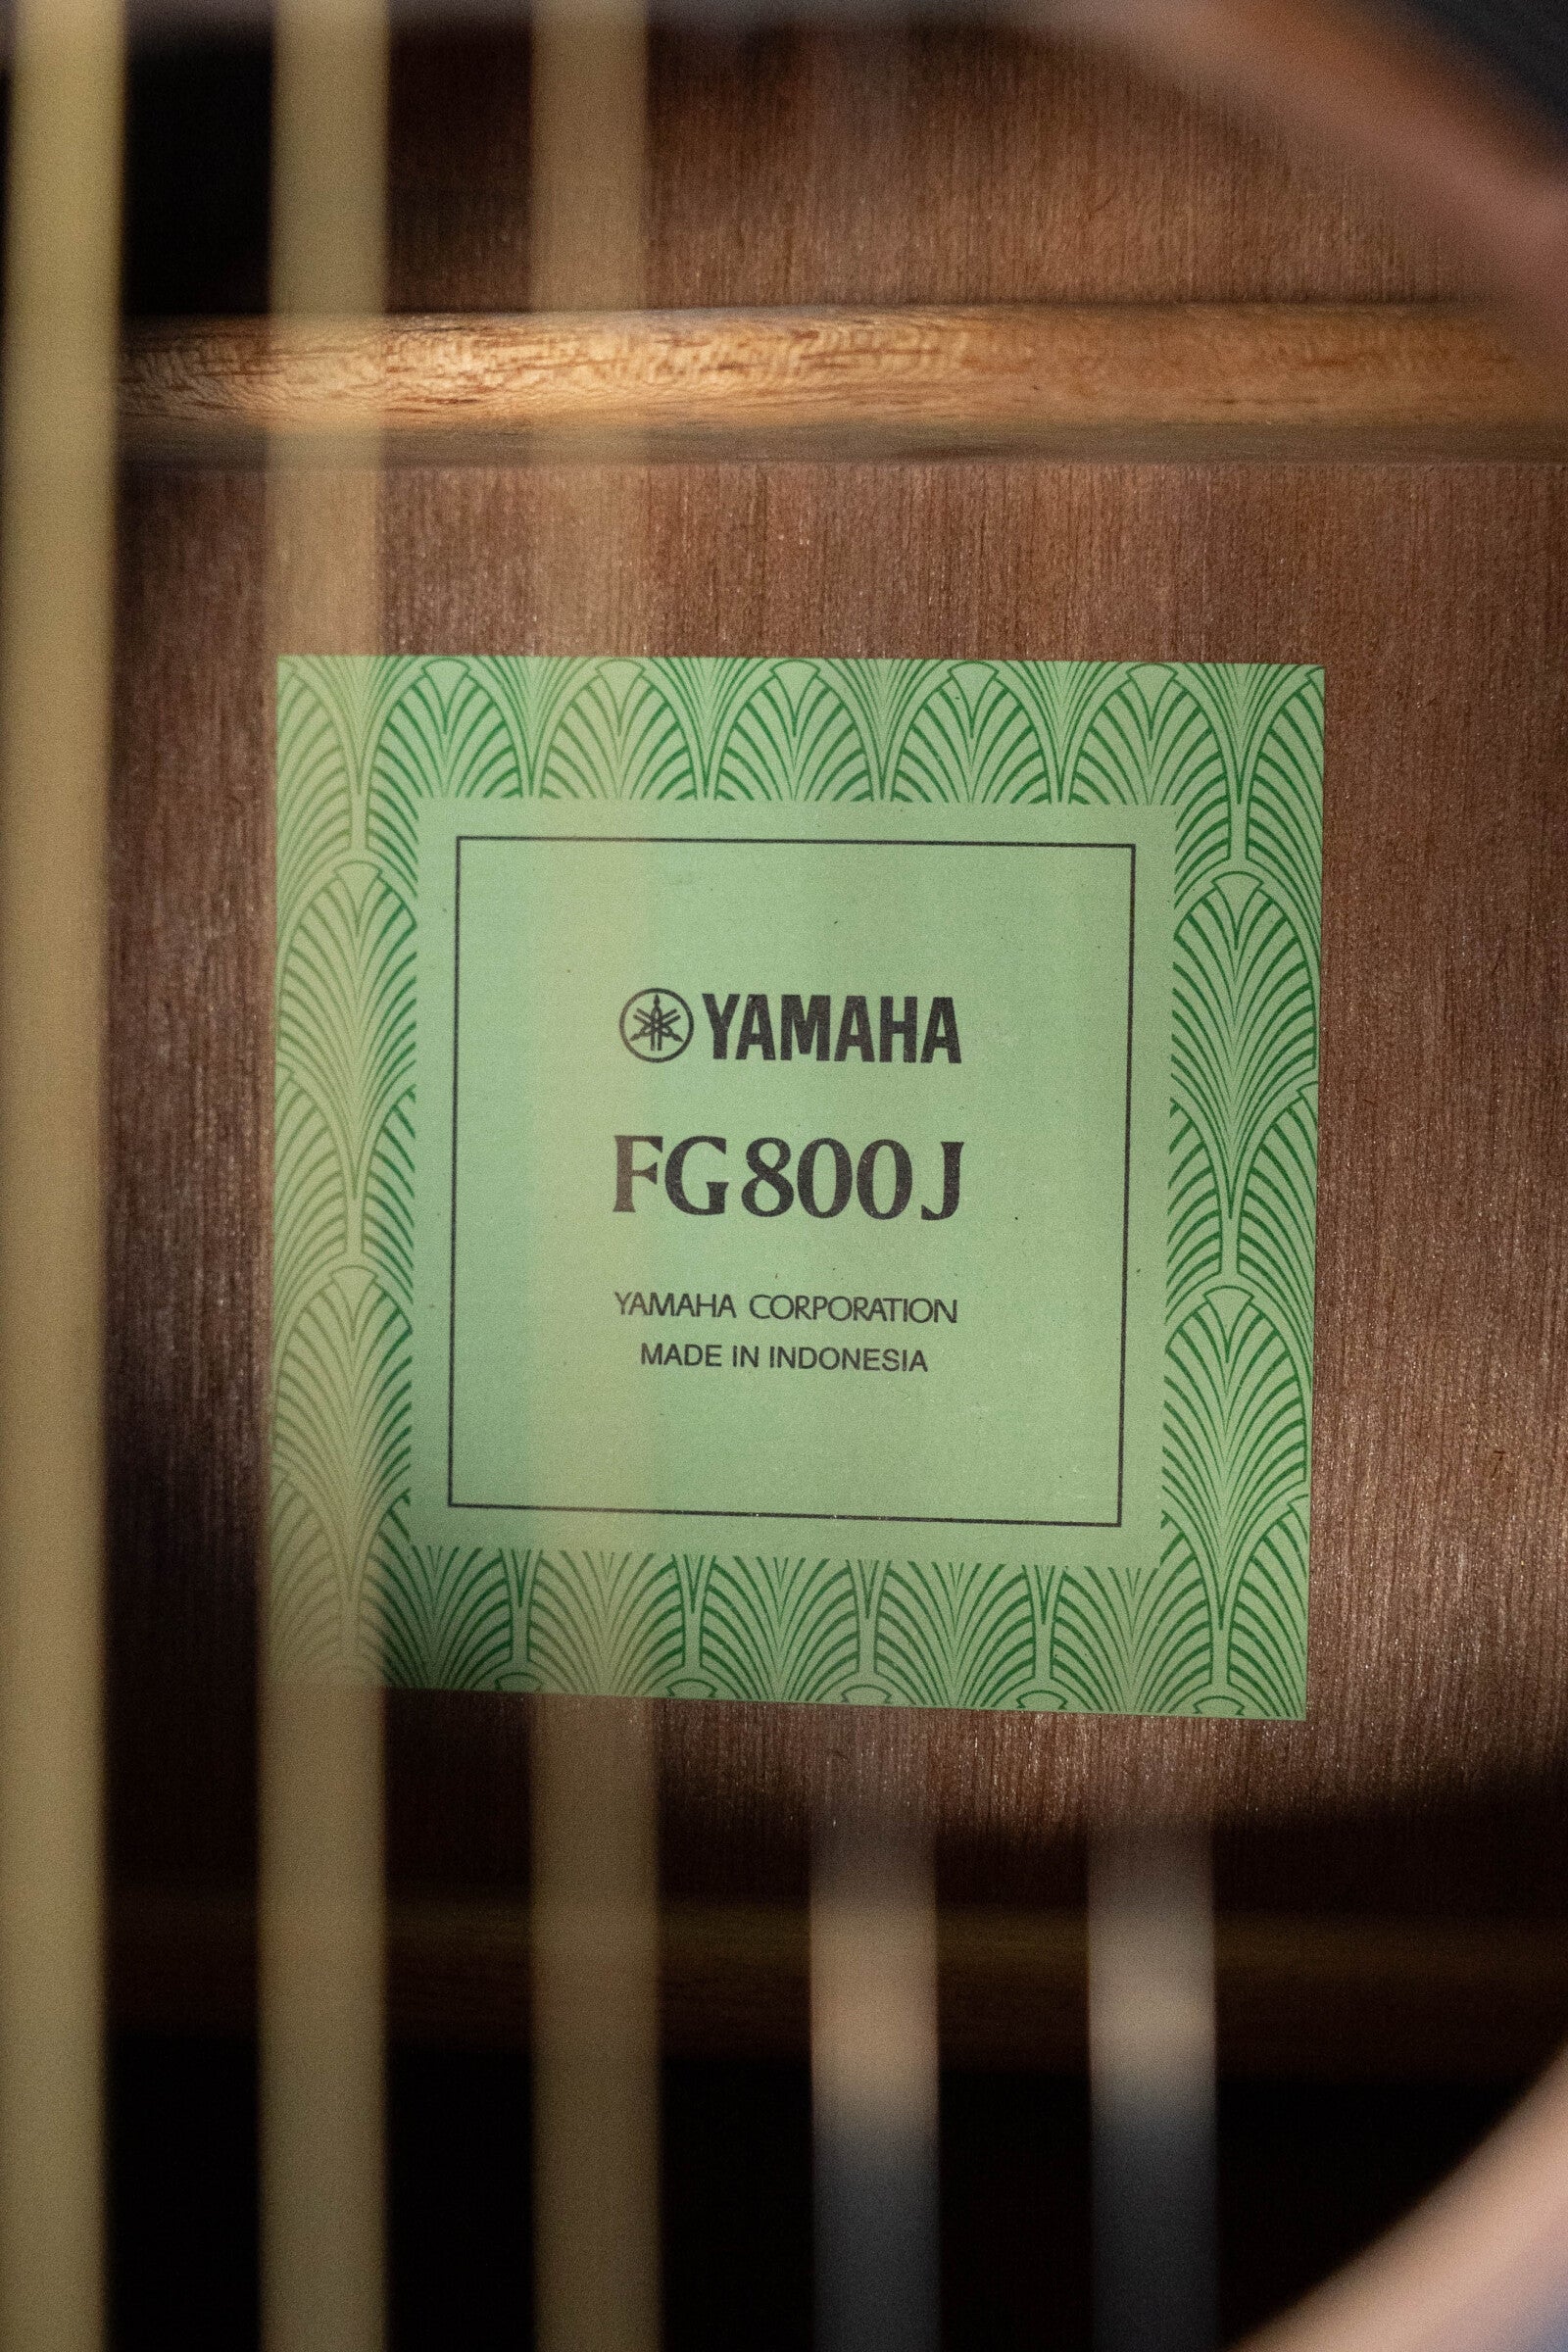 YAMAHA
FG800J
YAMAHA CORPORATION
MADE IN INDONESIA